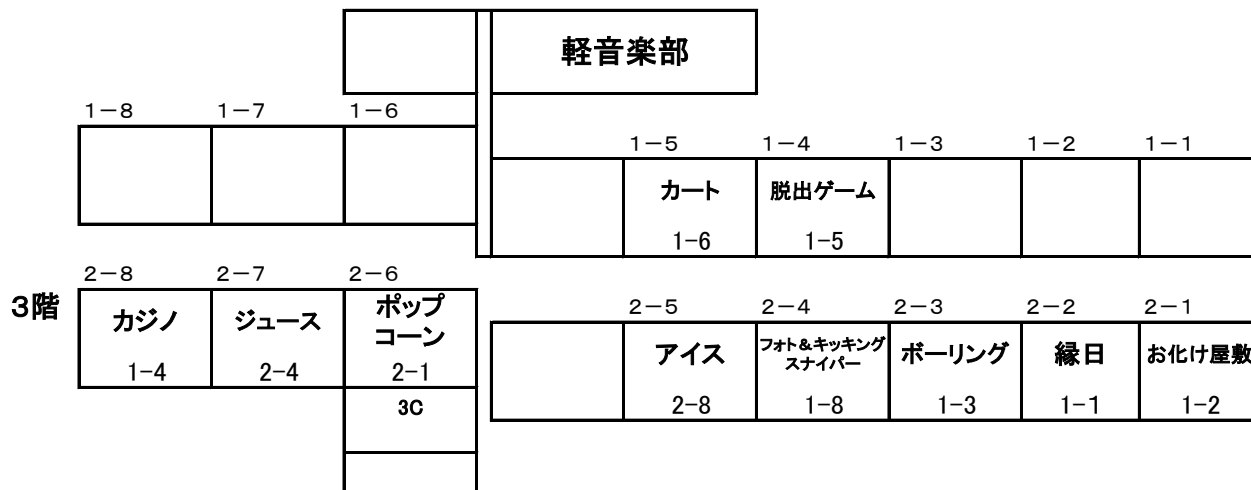 軽音楽部
1－8 1－7 1－6
1－5 1－4 1－3 1－2 1－1
カート 脱出ゲーム
1-6 1-5
2－8 2－7 2－6
3階
カジノ ジュース ポップ
コーン
1-4 2-4 2-1
3C
2－5 2－4 2－3 2－2 2－1
アイス フォト＆キッキング
スナイパー ボーリング 縁日 お化け屋敷
2-8 1-8 1-3 1-1 1-2